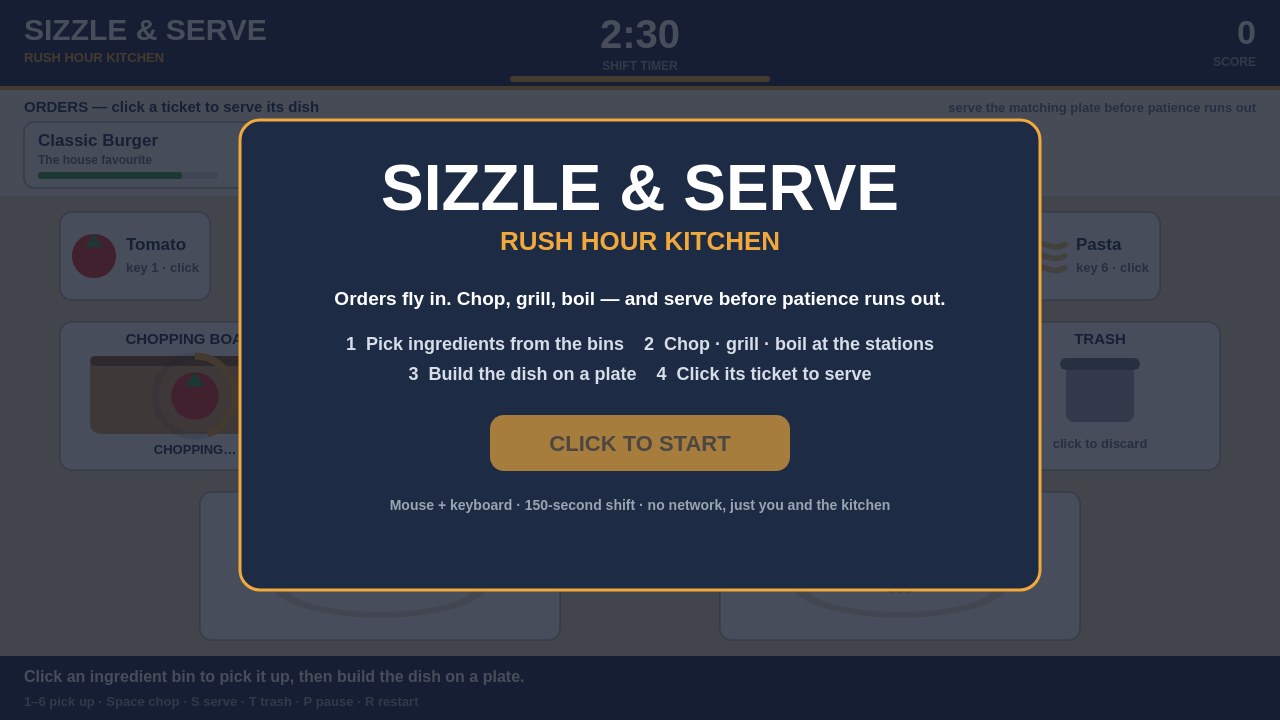 SIZZLE & SERVE
RUSH HOUR KITCHEN
2:30
SHIFT TIMER
0
SCORE
ORDERS — click a ticket to serve its dish
serve the matching plate before patience runs out
Classic Burger
The house favourite
SIZZLE & SERVE
RUSH HOUR KITCHEN
Tomato
key 1 · click
Pasta
key 6 · click
Orders fly in. Chop, grill, boil — and serve before patience runs out.
1 Pick ingredients from the bins 2 Chop · grill · boil at the stations
3 Build the dish on a plate 4 Click its ticket to serve
CHOPPING BOA
CHOPPING…
TRASH
click to discard
CLICK TO START
Mouse + keyboard · 150-second shift · no network, just you and the kitchen
Click an ingredient bin to pick it up, then build the dish on a plate.
1–6 pick up · Space chop · S serve · T trash · P pause · R restart